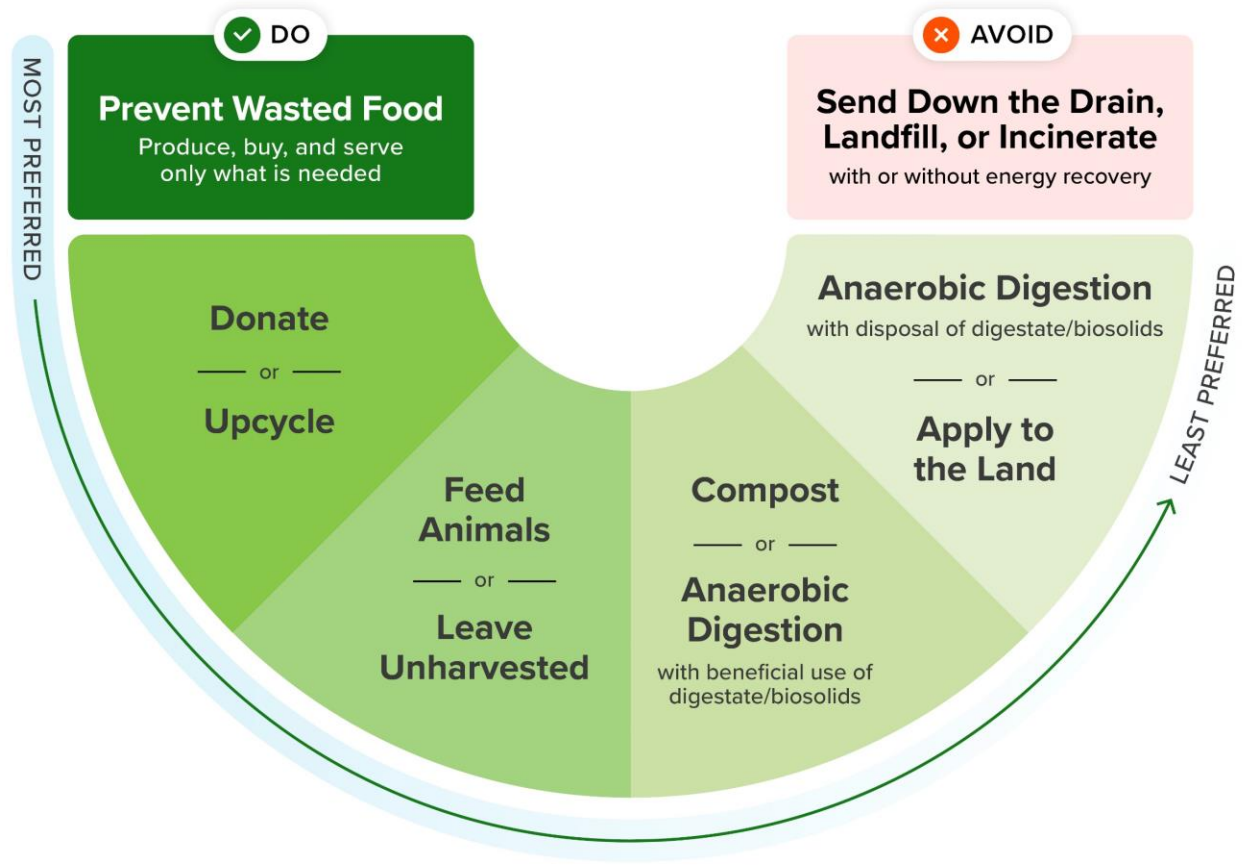 DO
AVOID
MOST PREFERRED
Prevent Wasted Food
Produce, buy, and serve
only what is needed
Send Down the Drain,
Landfill, or Incinerate
with or without energy recovery
Donate
or
Upcycle
Feed
Animals
or
Leave
Unharvested
Compost
or
Anaerobic
Digestion
with beneficial use of
digestate/biosolids
Anaerobic Digestion
with disposal of digestate/biosolids
or
Apply to
the Land
LEAST PREFERRED